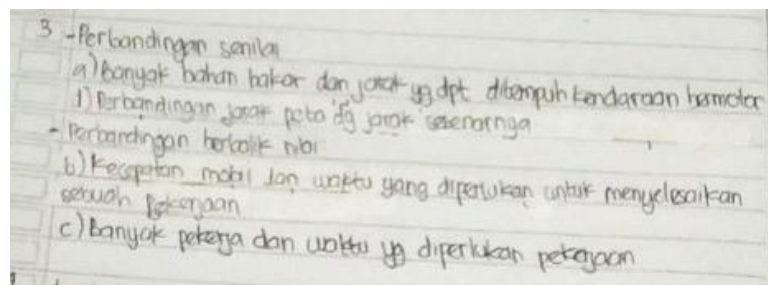 3 - Perbandingan senilai
a) Banyak bahan bakar dan jarak yg dpt ditempuh kendaraan bermotor
d) Perbandingan jarak peta dg jarak sebenarnya
- Perbandingan berbalik nilai
b) Kecepatan mobil dan waktu yang diperlukan untuk menyelesaikan
sebuah pekerjaan
c) Banyak pekerja dan waktu yg diperlukan pekerjaan